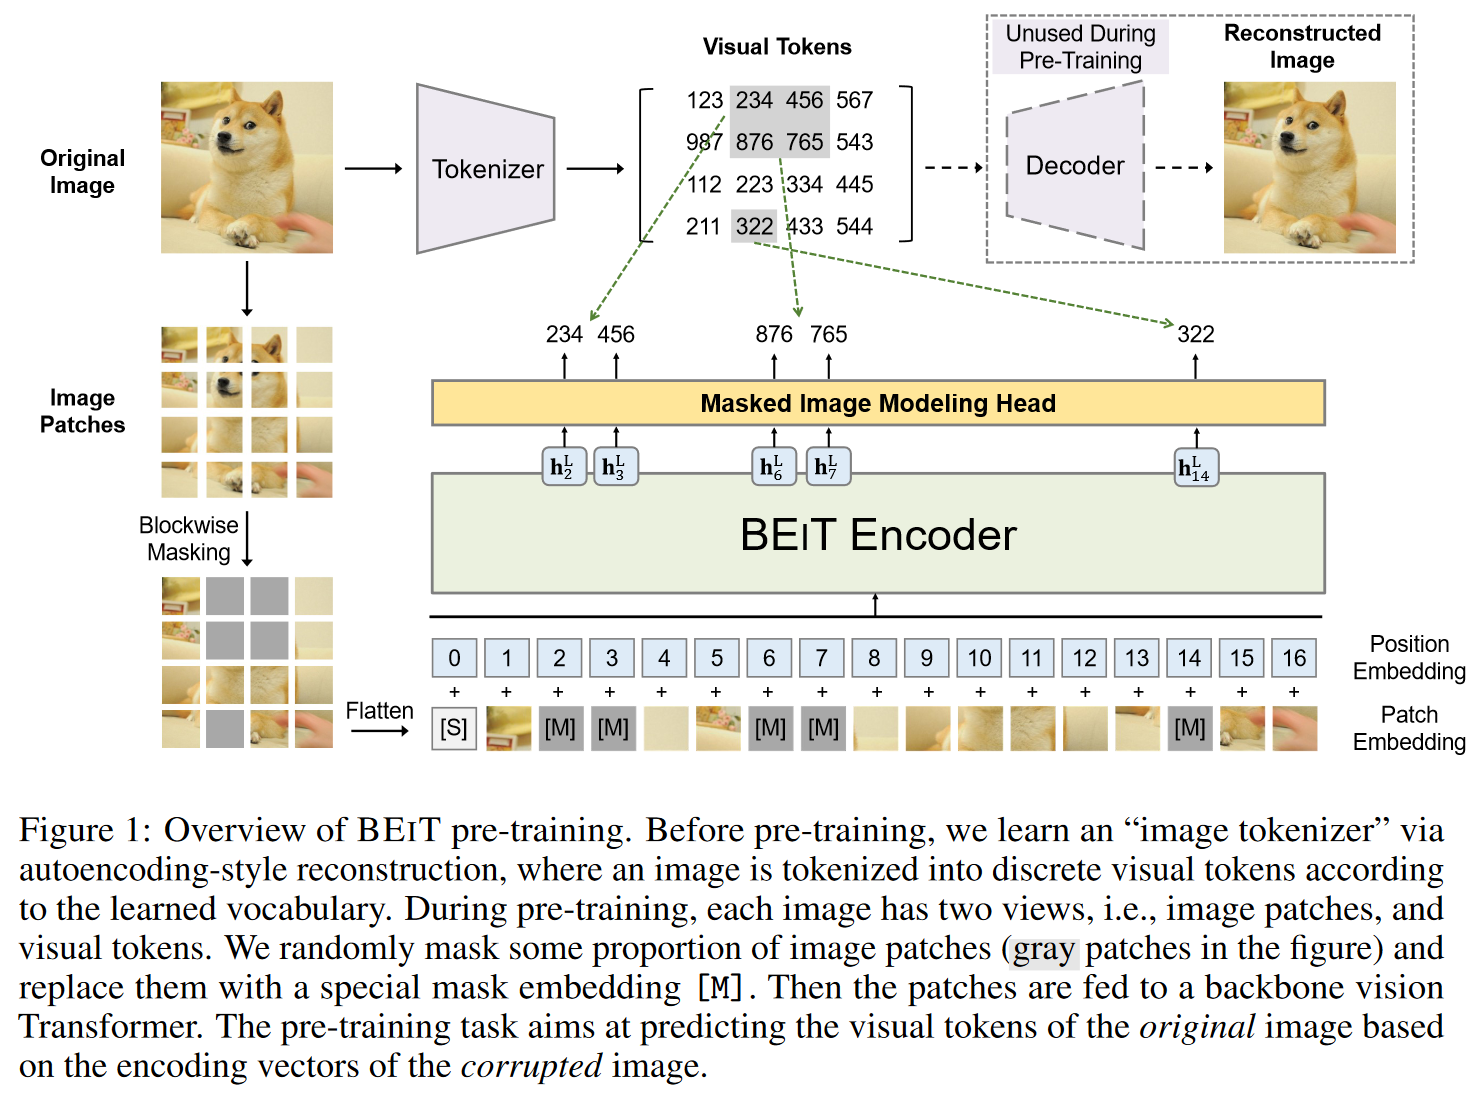 Visual Tokens
Unused During
Pre-Training
Reconstructed
Image
Original
Image
Tokenizer
123 234 456 567
987 876 765 543
112 223 334 445
211 322 433 544
Decoder
234 456 876 765 322
Image
Patches
Masked Image Modeling Head
h₂ᴸ h₃ᴸ h₆ᴸ h₇ᴸ h₁₄ᴸ
Blockwise
Masking
BEIT Encoder
0 1 2 3 4 5 6 7 8 9 10 11 12 13 14 15 16
Position
Embedding
+ + + + + + + + + + + + + + + + +
Flatten
[S] [M] [M] [M] [M] [M]
Patch
Embedding
Figure 1: Overview of BEIT pre-training. Before pre-training, we learn an “image tokenizer” via
autoencoding-style reconstruction, where an image is tokenized into discrete visual tokens according
to the learned vocabulary. During pre-training, each image has two views, i.e., image patches, and
visual tokens. We randomly mask some proportion of image patches (gray patches in the figure) and
replace them with a special mask embedding [M]. Then the patches are fed to a backbone vision
Transformer. The pre-training task aims at predicting the visual tokens of the original image based
on the encoding vectors of the corrupted image.